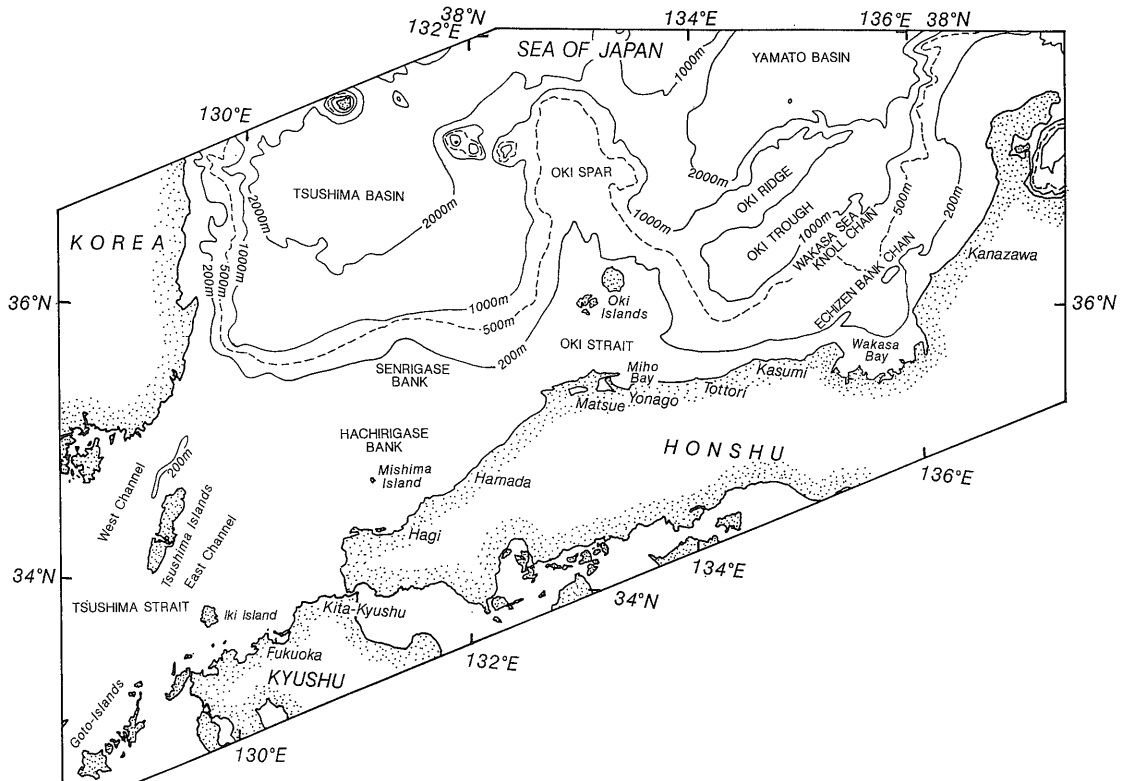 38°N
132°E
134°E
136°E
38°N
SEA OF JAPAN
1000m
YAMATO BASIN
130°E
TSUSHIMA BASIN
2000m
2000m
OKI SPAR
2000m
OKI RIDGE
1000m
OKI TROUGH
1000m
WAKASA SEA
KNOLL CHAIN
500m
200m
KOREA
200m
500m
1000m
Kanazawa
ECHIZEN BANK CHAIN
36°N
36°N
1000m
500m
200m
Oki
Islands
OKI STRAIT
SENRIGASE
BANK
Wakasa
Bay
Miho
Bay
Kasumi
Tottori
Yonago
Matsue
HACHIRIGASE
BANK
HONSHU
Mishima
Island
Hamada
136°E
200m
West Channel
Tsushima Islands
East Channel
Hagi
34°N
134°E
34°N
TSUSHIMA STRAIT
Iki Island
Kita-Kyushu
132°E
Fukuoka
KYUSHU
Goto-Islands
130°E